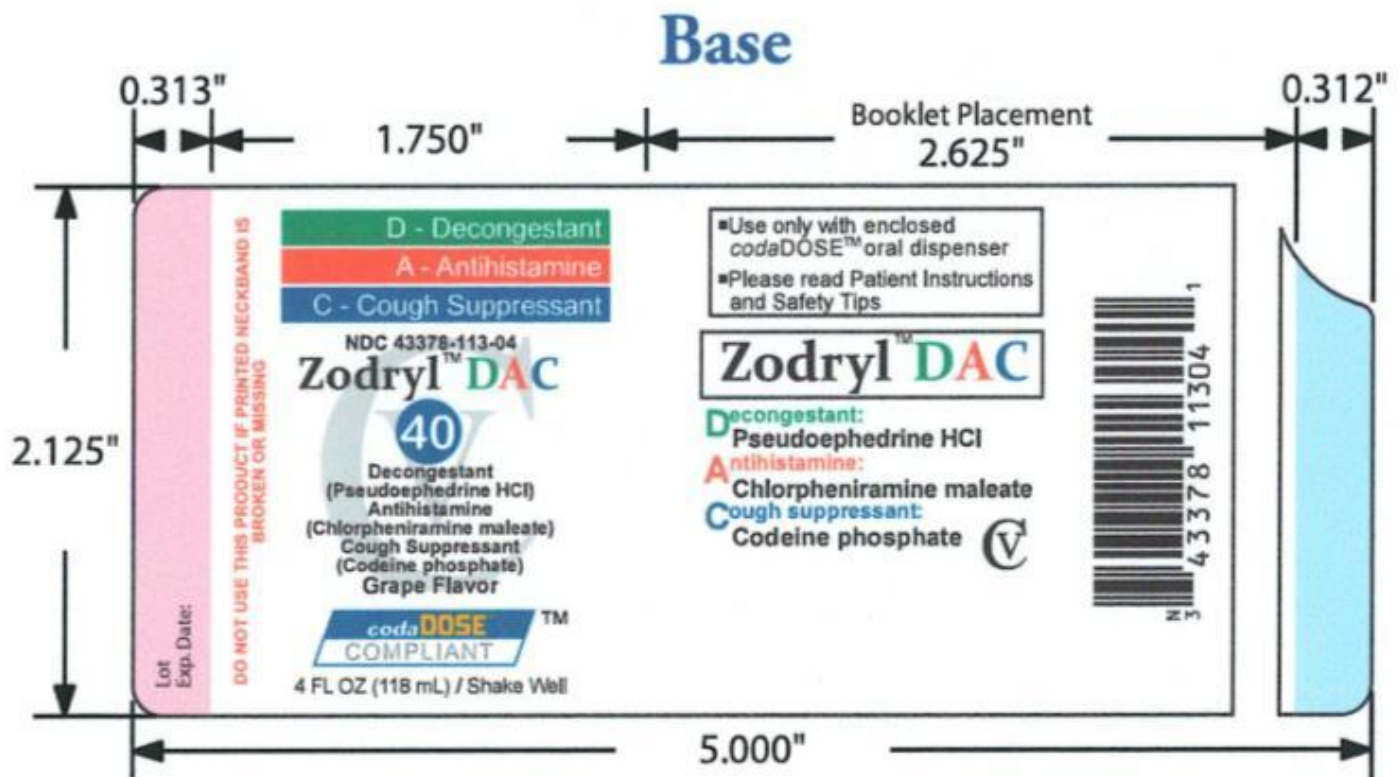 Base
0.313"
1.750"
Booklet Placement
2.625"
0.312"
2.125"
Lot
Exp. Date:
DO NOT USE THIS PRODUCT IF PRINTED NECKBAND IS
BROKEN OR MISSING
D - Decongestant
A - Antihistamine
C - Cough Suppressant
NDC 43378-113-04
Zodryl™ DAC
CV
40
Decongestant
(Pseudoephedrine HCl)
Antihistamine
(Chlorpheniramine maleate)
Cough Suppressant
(Codeine phosphate)
Grape Flavor
codaDOSE ™
COMPLIANT
4 FL OZ (118 mL) / Shake Well
▪Use only with enclosed
codaDOSE™ oral dispenser
▪Please read Patient Instructions
and Safety Tips
Zodryl™ DAC
Decongestant:
Pseudoephedrine HCl
Antihistamine:
Chlorpheniramine maleate
Cough suppressant:
Codeine phosphate
CV
N
3 43378 11304 1
5.000"